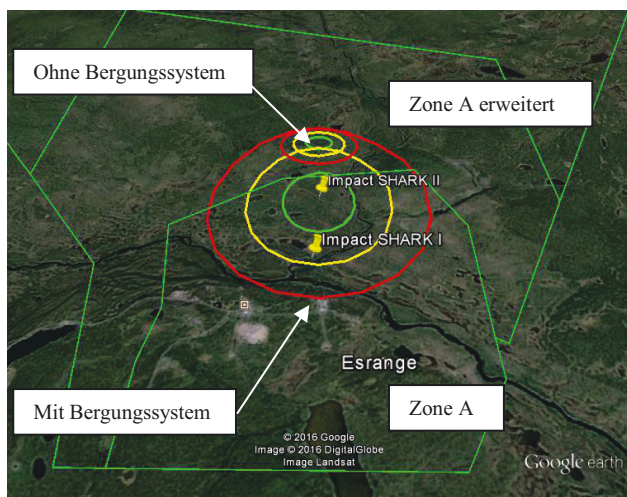 Ohne Bergungssystem
Zone A erweitert
Impact SHARK II
Impact SHARK I
Esrange
Mit Bergungssystem
Zone A
© 2016 Google
Image © 2016 DigitalGlobe
Image Landsat
Google earth